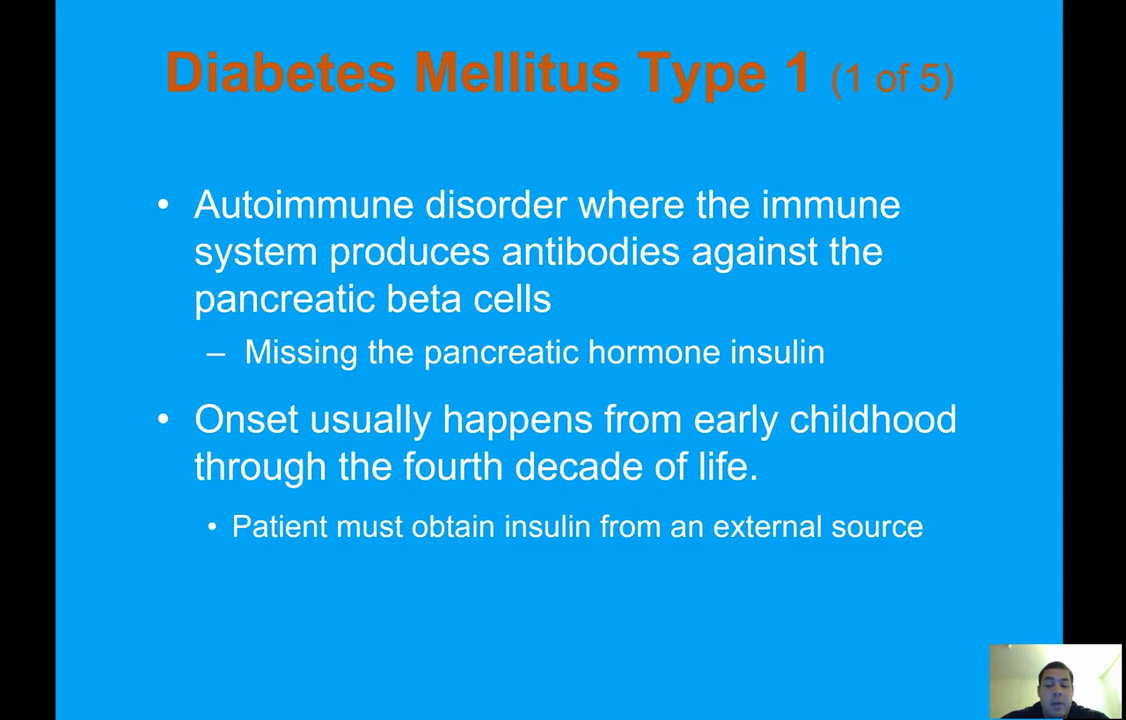 Diabetes Mellitus Type 1 (1 of 5)
• Autoimmune disorder where the immune
system produces antibodies against the
pancreatic beta cells
– Missing the pancreatic hormone insulin
• Onset usually happens from early childhood
through the fourth decade of life.
• Patient must obtain insulin from an external source